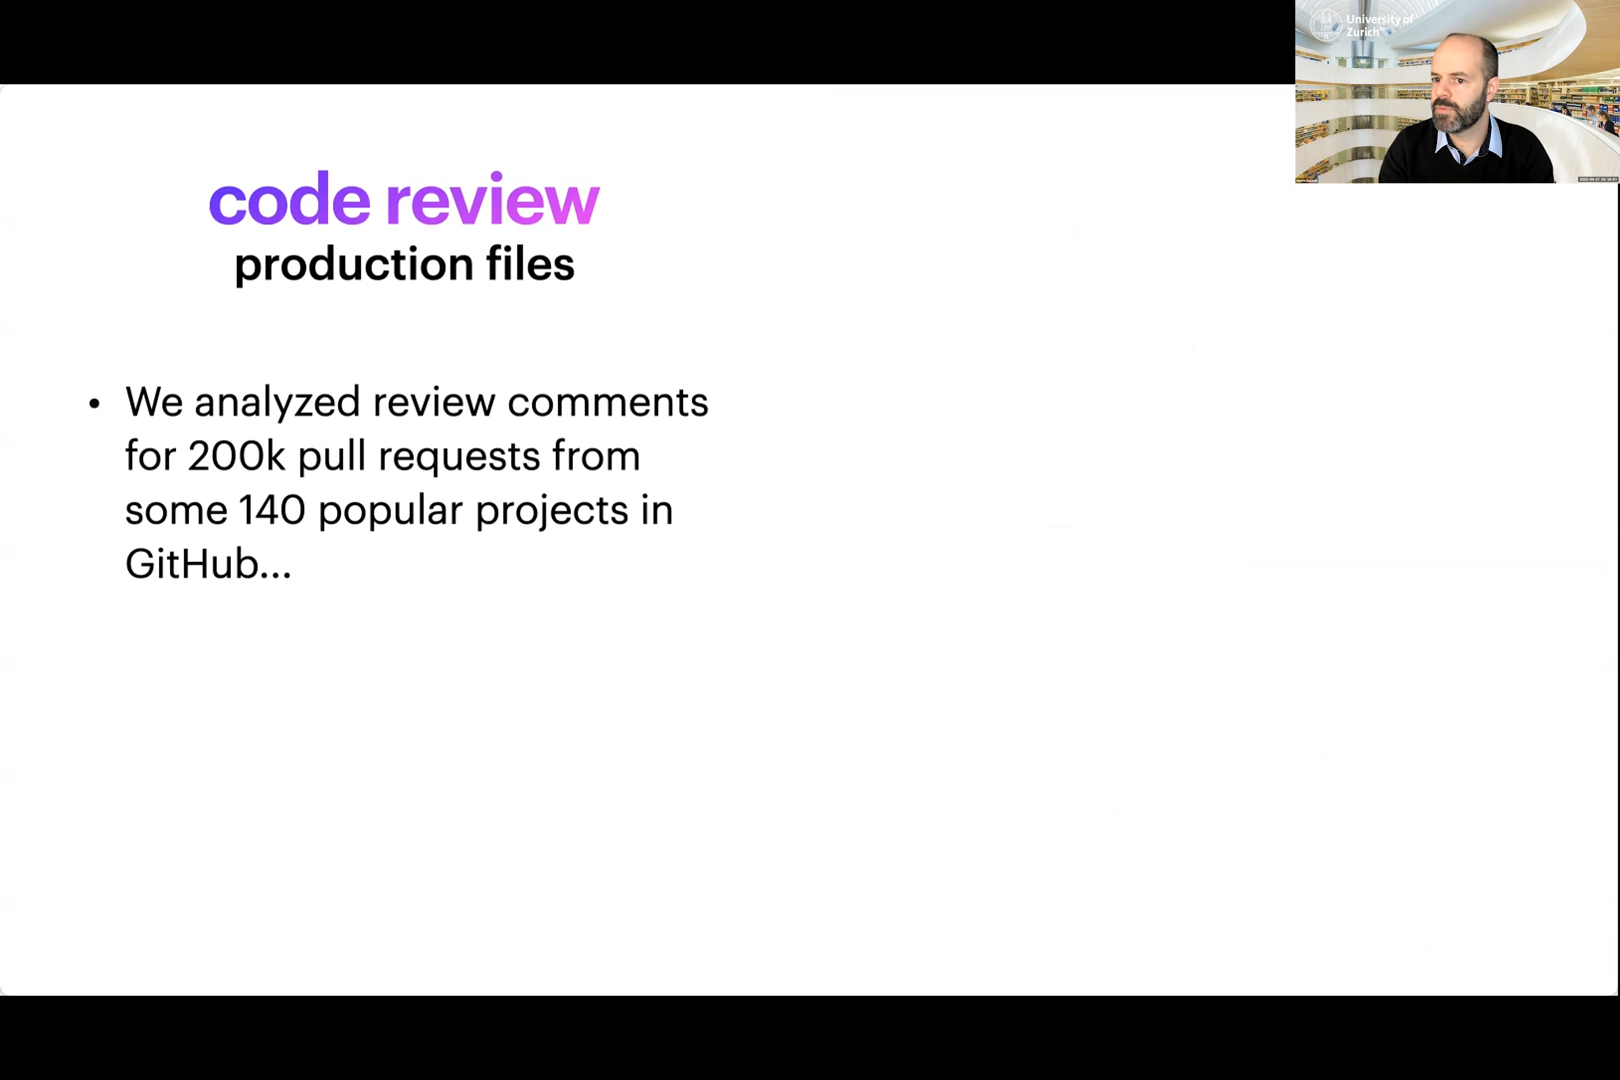 University of
Zurich
code review
production files
• We analyzed review comments
for 200k pull requests from
some 140 popular projects in
GitHub...